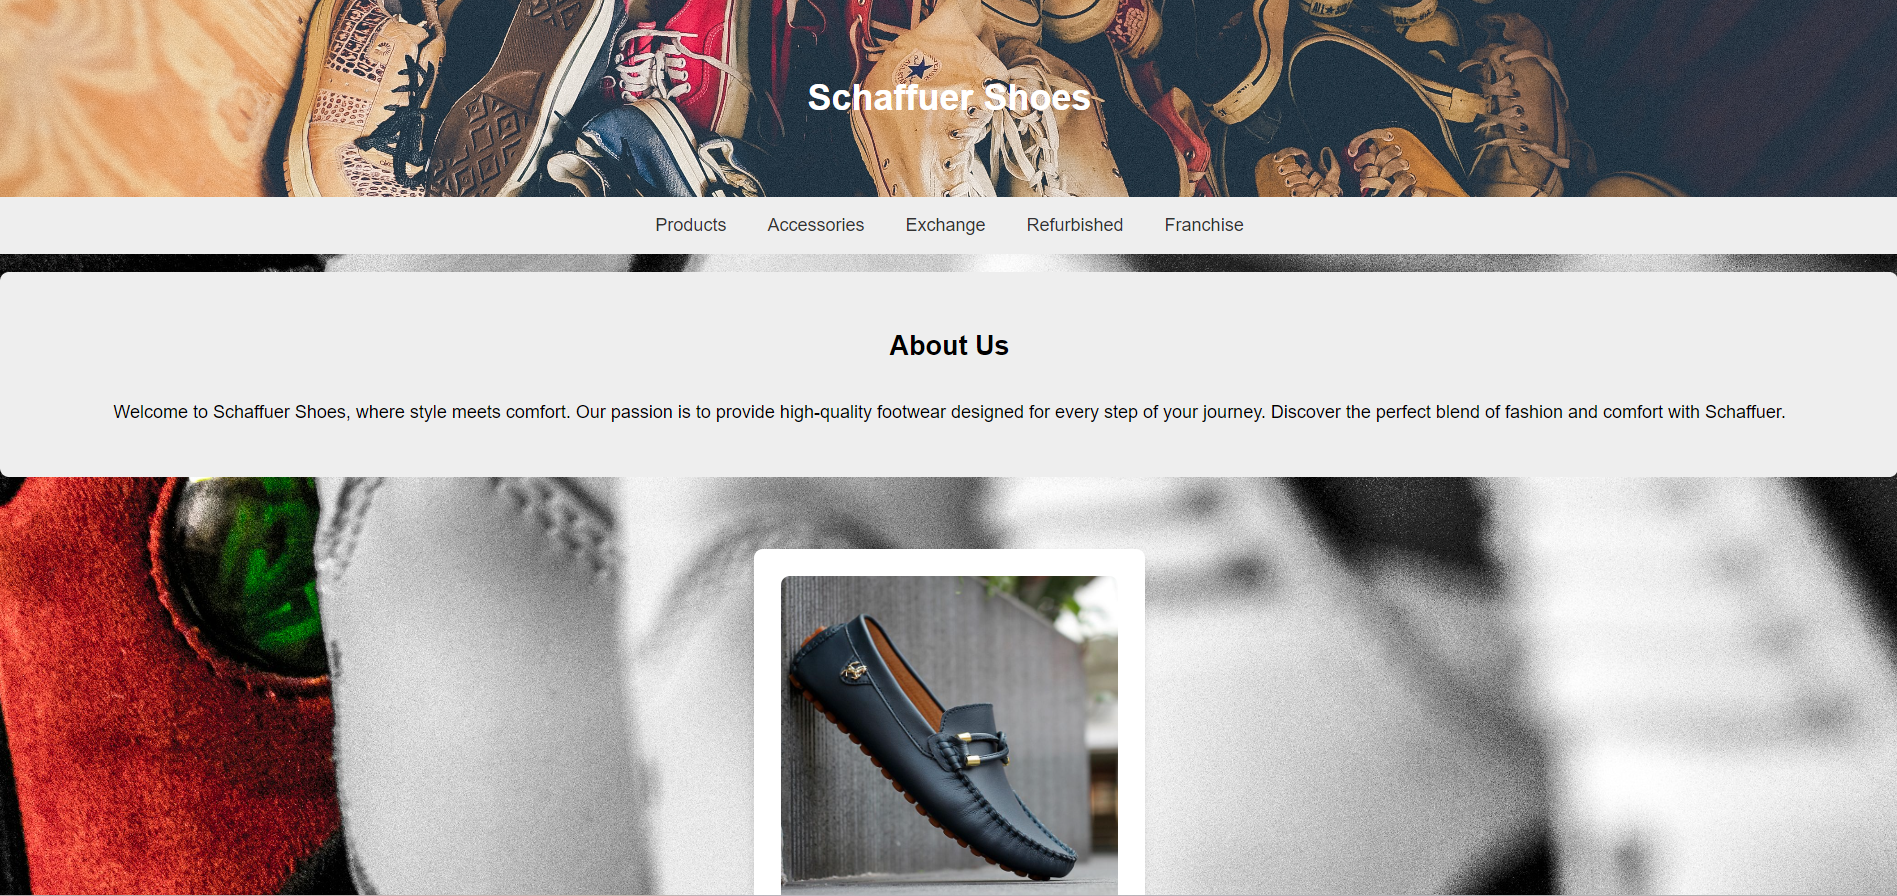 Schaffuer Shoes
Products Accessories Exchange Refurbished Franchise
About Us
Welcome to Schaffuer Shoes, where style meets comfort. Our passion is to provide high-quality footwear designed for every step of your journey. Discover the perfect blend of fashion and comfort with Schaffuer.